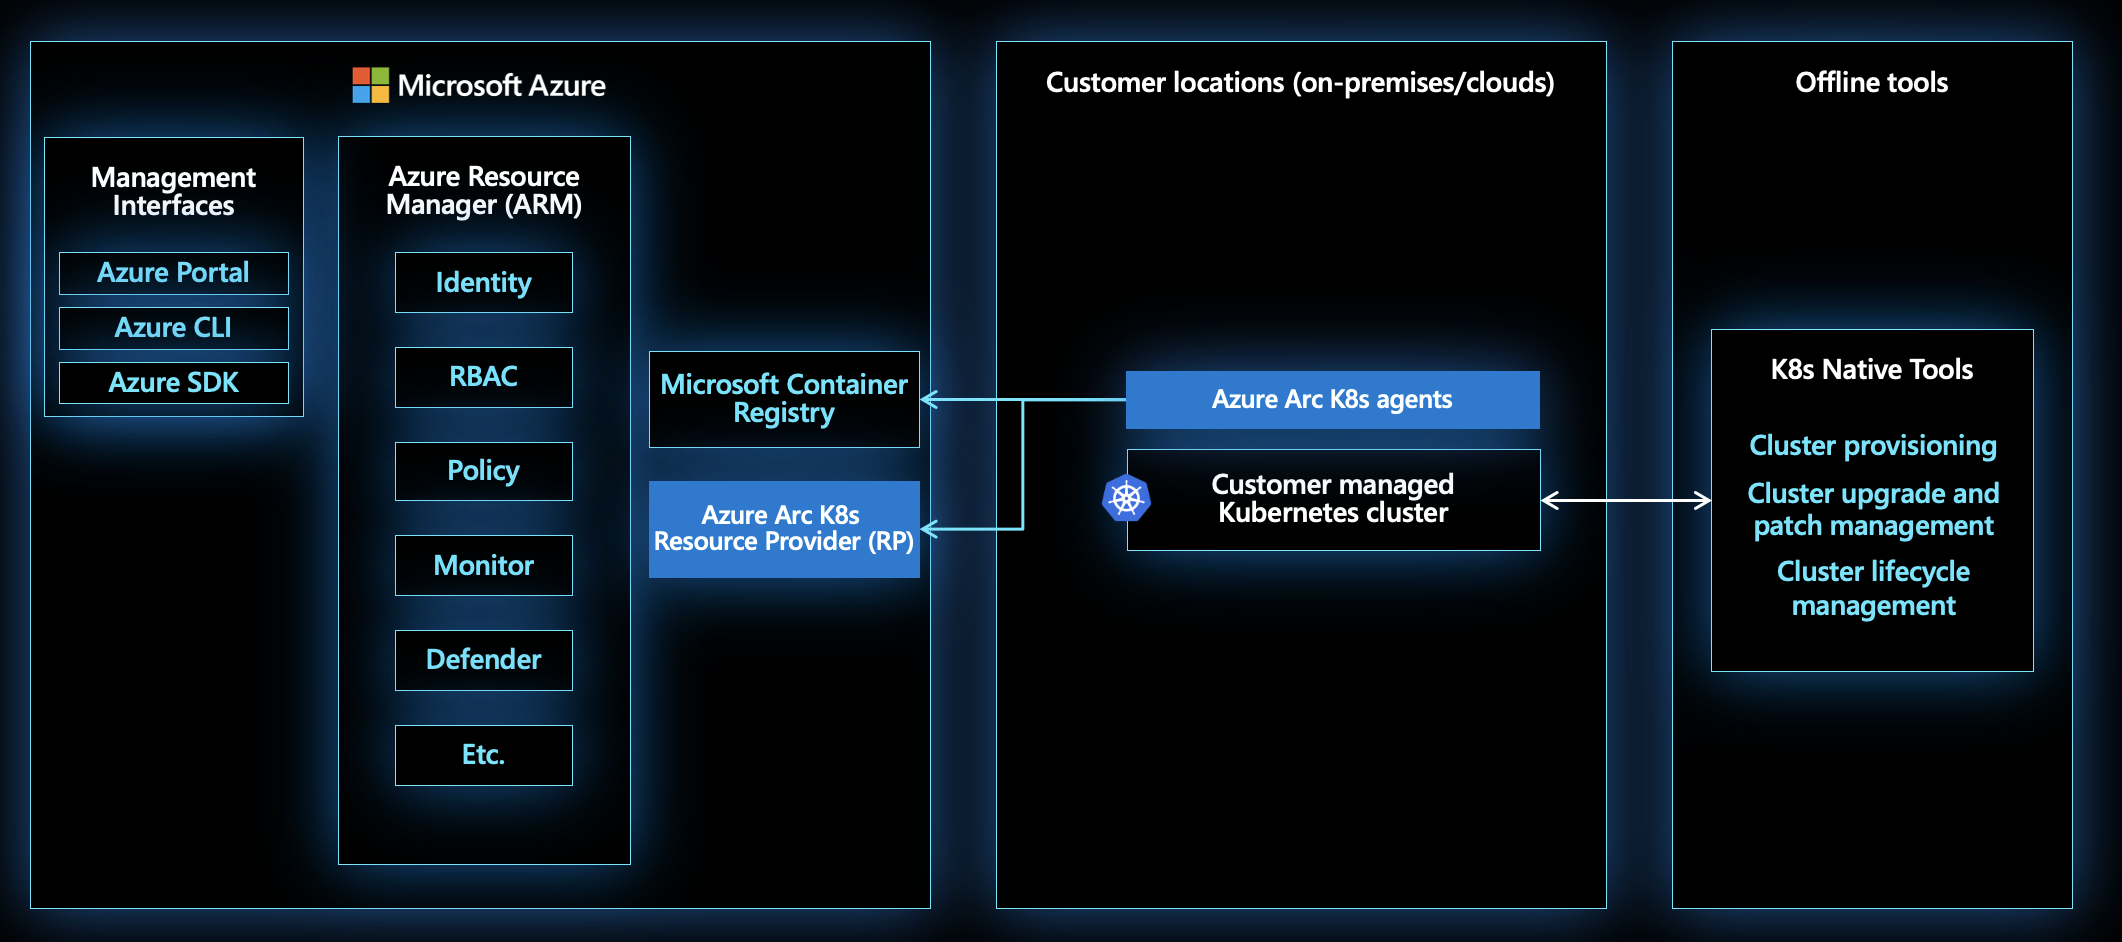 Microsoft Azure
Management
Interfaces
Azure Portal
Azure CLI
Azure SDK
Azure Resource
Manager (ARM)
Identity
RBAC
Policy
Monitor
Defender
Etc.
Microsoft Container
Registry
Azure Arc K8s
Resource Provider (RP)
Customer locations (on-premises/clouds)
Azure Arc K8s agents
Customer managed
Kubernetes cluster
Offline tools
K8s Native Tools
Cluster provisioning
Cluster upgrade and
patch management
Cluster lifecycle
management